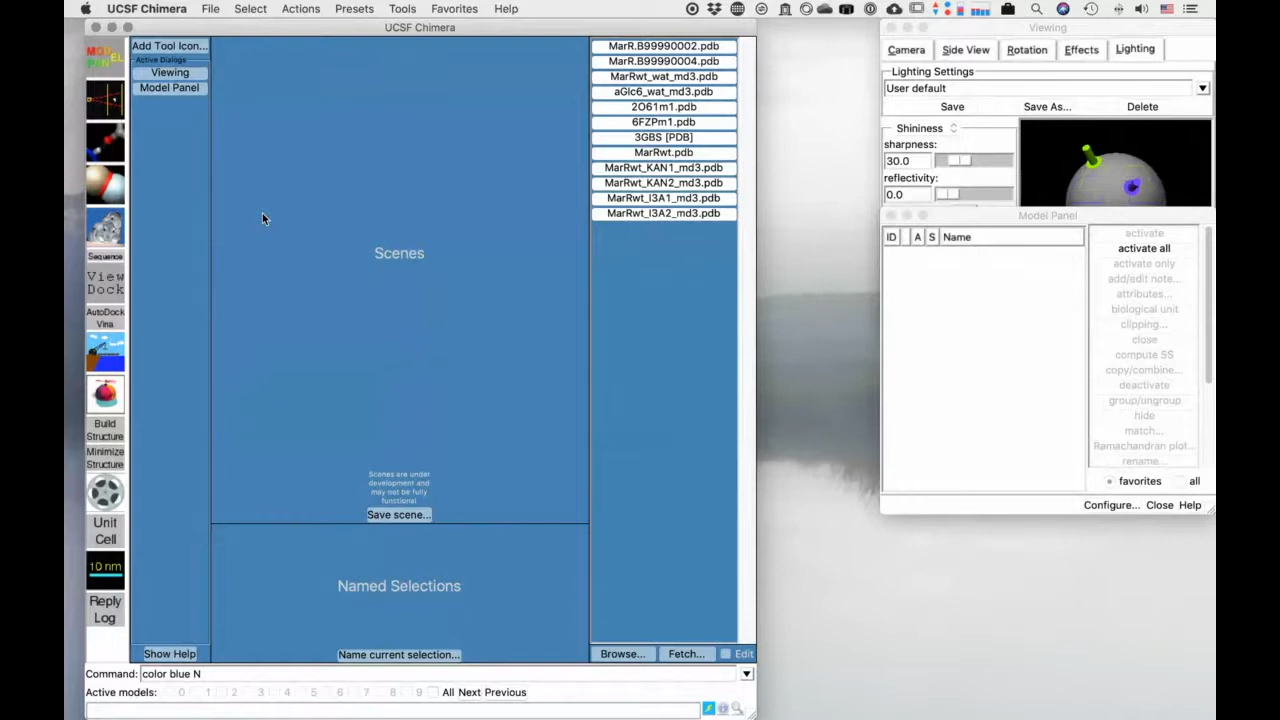 UCSF Chimera File Select Actions Presets Tools Favorites Help
UCSF Chimera
Add Tool Icon...
Active Dialogs
Viewing
Model Panel
Sequence
View
Dock
AutoDock
Vina
Build
Structure
Minimize
Structure
Unit
Cell
10 nm
Reply
Log
Show Help
Scenes
Scenes are under
development and
may not be fully
functional
Save scene...
Named Selections
Name current selection...
MarR.B99990002.pdb
MarR.B99990004.pdb
MarRwt_wat_md3.pdb
aGlc6_wat_md3.pdb
2O61m1.pdb
6FZPm1.pdb
3GBS [PDB]
MarRwt.pdb
MarRwt_KAN1_md3.pdb
MarRwt_KAN2_md3.pdb
MarRwt_I3A1_md3.pdb
MarRwt_I3A2_md3.pdb
Browse... Fetch... Edit
Command: color blue N
Active models: 0 1 2 3 4 5 6 7 8 9 All Next Previous
Viewing
Camera Side View Rotation Effects Lighting
Lighting Settings
User default
Save Save As... Delete
Shininess
sharpness:
30.0
reflectivity:
0.0
Model Panel
ID A S Name
activate
activate all
activate only
add/edit note...
attributes...
biological unit
clipping...
close
compute SS
copy/combine...
deactivate
group/ungroup
hide
match...
Ramachandran plot...
rename...
favorites all
Configure... Close Help